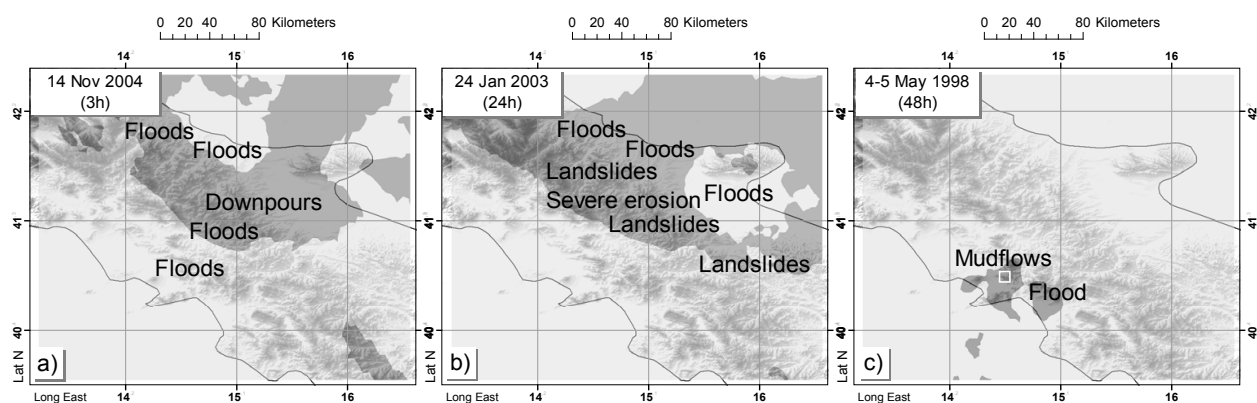 0 20 40 80 Kilometers
14 15 16
14 Nov 2004
(3h)
42
Floods
Floods
Downpours
41
Floods
Floods
40
Lat N
a)
Long East
14 15 16
0 20 40 80 Kilometers
14 15 16
24 Jan 2003
(24h)
42
Floods
Floods
Landslides
Floods
Severe erosion
Landslides
41
Landslides
40
Lat N
b)
Long East
14 15 16
0 20 40 80 Kilometers
14 15 16
4-5 May 1998
(48h)
42
41
Mudflows
Flood
40
Lat N
c)
Long East
14 15 16